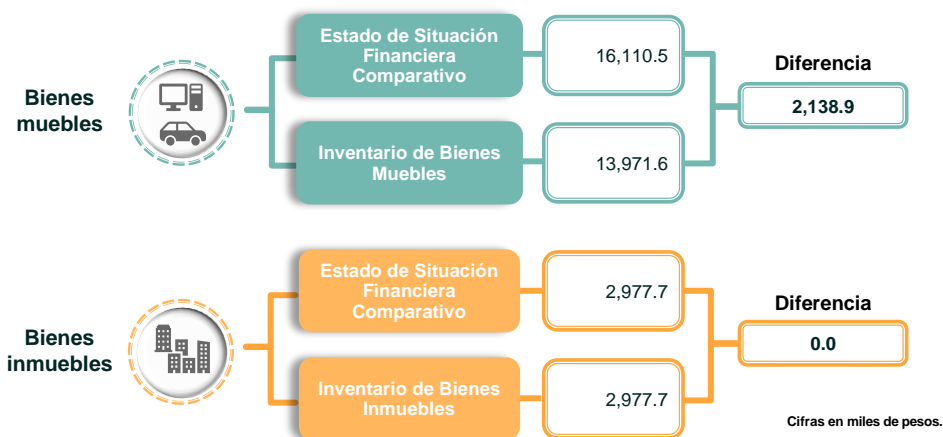 Bienes
muebles
Estado de Situación
Financiera
Comparativo
16,110.5
Inventario de Bienes
Muebles
13,971.6
Diferencia
2,138.9
Bienes
inmuebles
Estado de Situación
Financiera
Comparativo
2,977.7
Inventario de Bienes
Inmuebles
2,977.7
Diferencia
0.0
Cifras en miles de pesos.